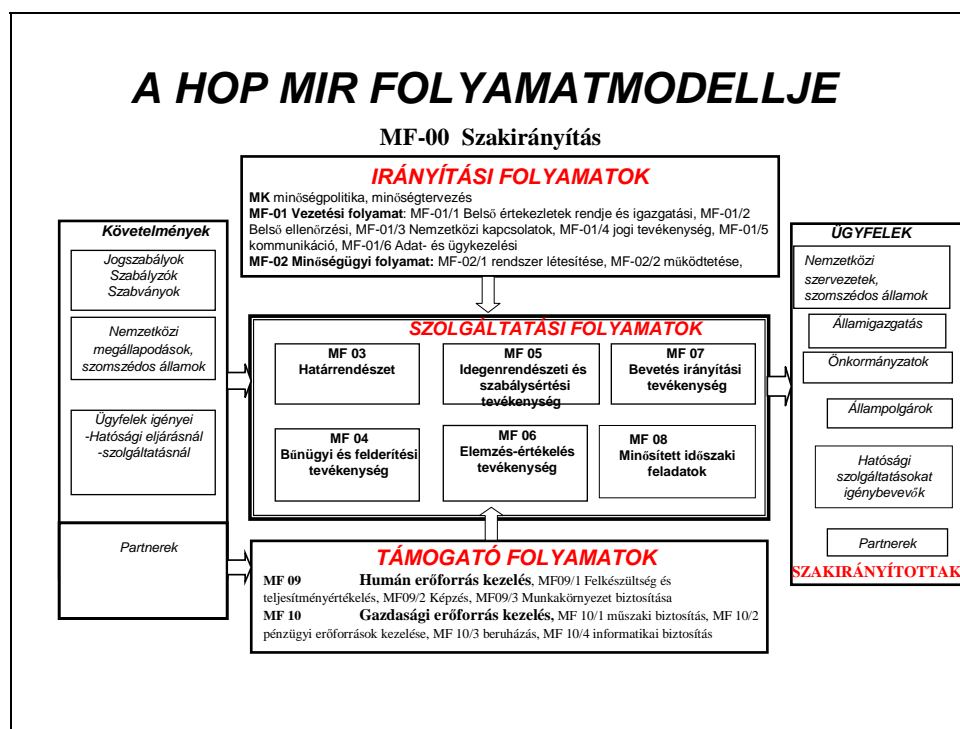 A HOP MIR FOLYAMATMODELLJE
MF-00 Szakirányítás
IRÁNYÍTÁSI FOLYAMATOK
MK minőségpolitika, minőségtervezés
MF-01 Vezetési folyamat: MF-01/1 Belső értekezletek rendje és igazgatási, MF-01/2
Belső ellenőrzési, MF-01/3 Nemzetközi kapcsolatok, MF-01/4 jogi tevékenység, MF-01/5
kommunikáció, MF-01/6 Adat- és ügykezelési
MF-02 Minőségügyi folyamat: MF-02/1 rendszer létesítése, MF-02/2 működtetése,
Követelmények
Jogszabályok
Szabályzók
Szabványok
Nemzetközi
megállapodások,
szomszédos államok
Ügyfelek igényei
-Hatósági eljárásnál
-szolgáltatásnál
Partnerek
SZOLGÁLTATÁSI FOLYAMATOK
MF 03
Határrendészet
MF 05
Idegenrendészeti és
szabálysértési
tevékenység
MF 07
Bevetés irányítási
tevékenység
MF 04
Bűnügyi és felderítési
tevékenység
MF 06
Elemzés-értékelés
tevékenység
MF 08
Minősített időszaki
feladatok
TÁMOGATÓ FOLYAMATOK
MF 09 Humán erőforrás kezelés, MF09/1 Felkészültség és
teljesítményértékelés, MF09/2 Képzés, MF09/3 Munkakörnyezet biztosítása
MF 10 Gazdasági erőforrás kezelés, MF 10/1 műszaki biztosítás, MF 10/2
pénzügyi erőforrások kezelése, MF 10/3 beruházás, MF 10/4 informatikai biztosítás
ÜGYFELEK
Nemzetközi
szervezetek,
szomszédos államok
Államigazgatás
Önkormányzatok
Állampolgárok
Hatósági
szolgáltatásokat
igénybevevők
Partnerek
SZAKIRÁNYÍTOTTAK